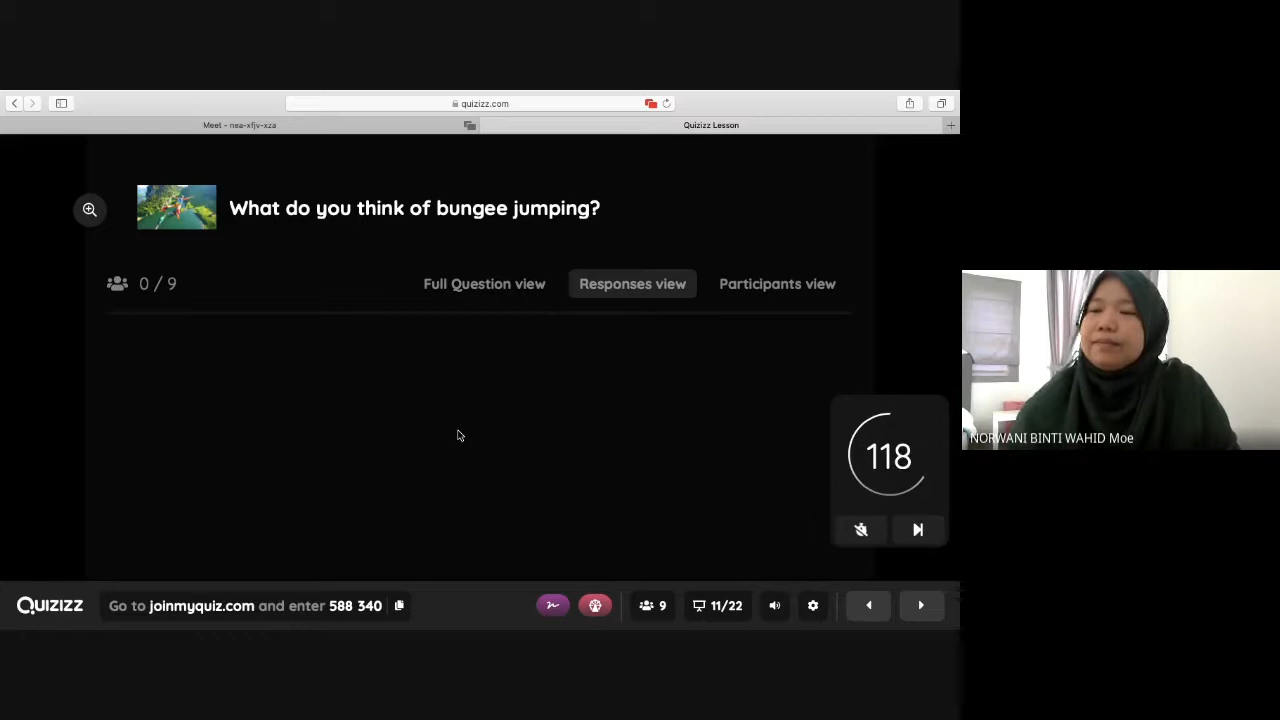 quizizz.com
Meet - nea-xfjv-xza
Quizizz Lesson
What do you think of bungee jumping?
0 / 9
Full Question view
Responses view
Participants view
118
NORWANI BINTI WAHID Moe
QUIZIZZ
Go to joinmyquiz.com and enter 588 340
9
11/22